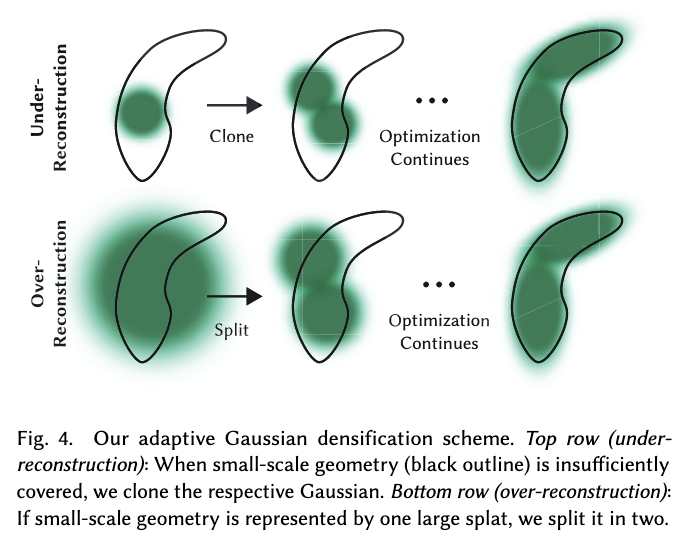 Under-
Reconstruction
Clone
• • •
Optimization
Continues
Over-
Reconstruction
Split
• • •
Optimization
Continues
Fig. 4. Our adaptive Gaussian densification scheme. Top row (under-
reconstruction): When small-scale geometry (black outline) is insufficiently
covered, we clone the respective Gaussian. Bottom row (over-reconstruction):
If small-scale geometry is represented by one large splat, we split it in two.